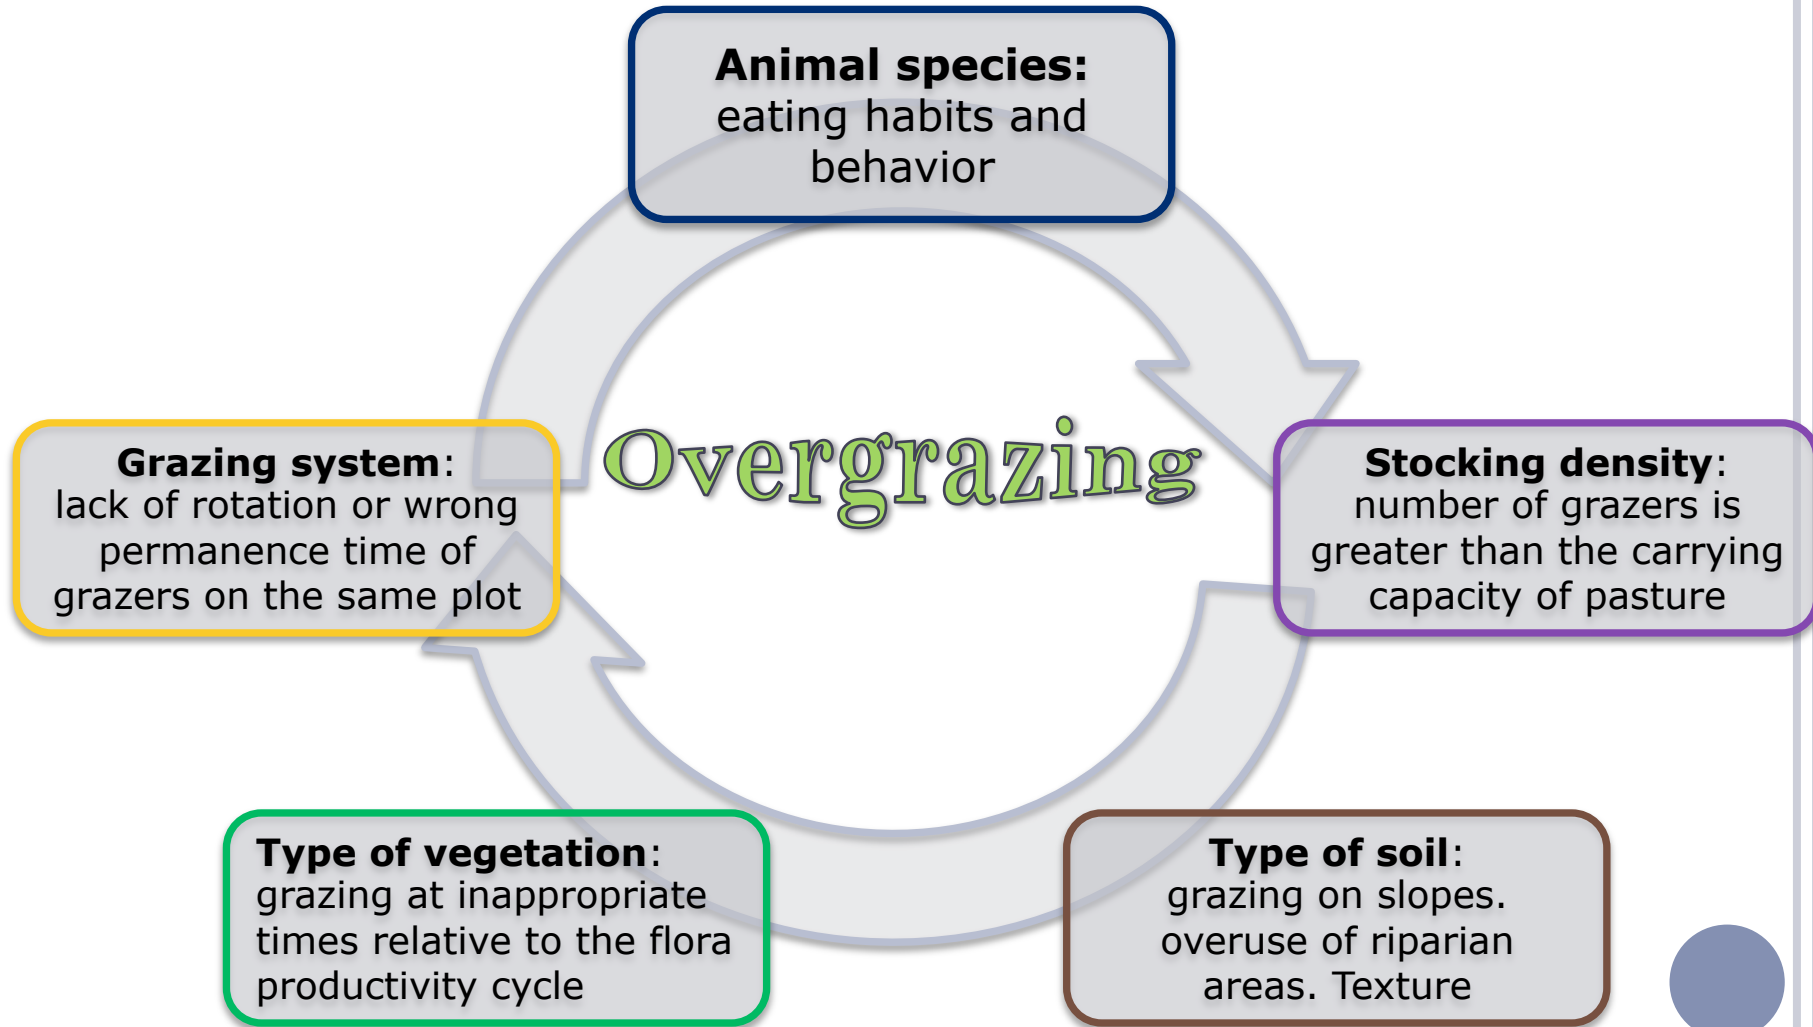 Animal species:
eating habits and
behavior
Overgrazing
Grazing system:
lack of rotation or wrong
permanence time of
grazers on the same plot
Stocking density:
number of grazers is
greater than the carrying
capacity of pasture
Type of vegetation:
grazing at inappropriate
times relative to the flora
productivity cycle
Type of soil:
grazing on slopes.
overuse of riparian
areas. Texture